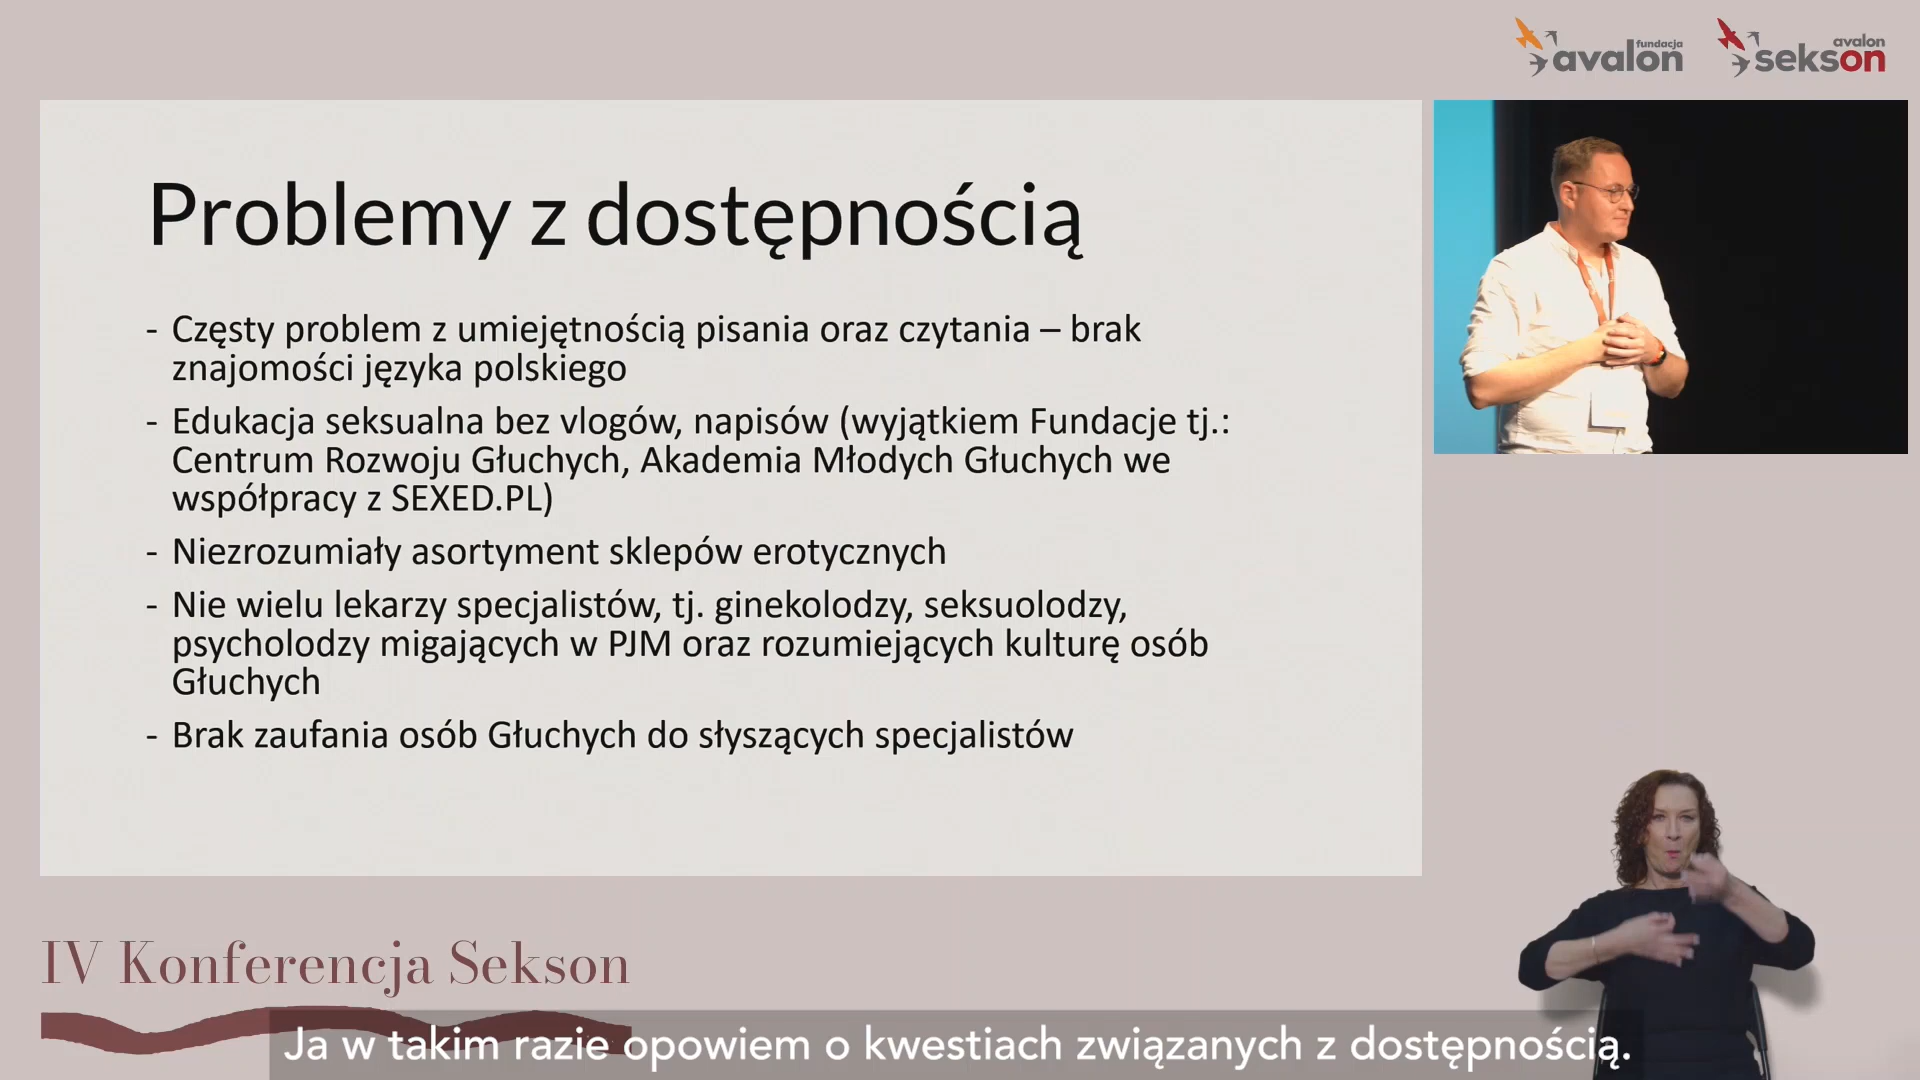 fundacja
avalon
avalon
sekson
Problemy z dostępnością
- Częsty problem z umiejętnością pisania oraz czytania – brak
znajomości języka polskiego
- Edukacja seksualna bez vlogów, napisów (wyjątkiem Fundacje tj.:
Centrum Rozwoju Głuchych, Akademia Młodych Głuchych we
współpracy z SEXED.PL)
- Niezrozumiały asortyment sklepów erotycznych
- Nie wielu lekarzy specjalistów, tj. ginekolodzy, seksuolodzy,
psycholodzy migających w PJM oraz rozumiejących kulturę osób
Głuchych
- Brak zaufania osób Głuchych do słyszących specjalistów
IV Konferencja Sekson
Ja w takim razie opowiem o kwestiach związanych z dostępnością.